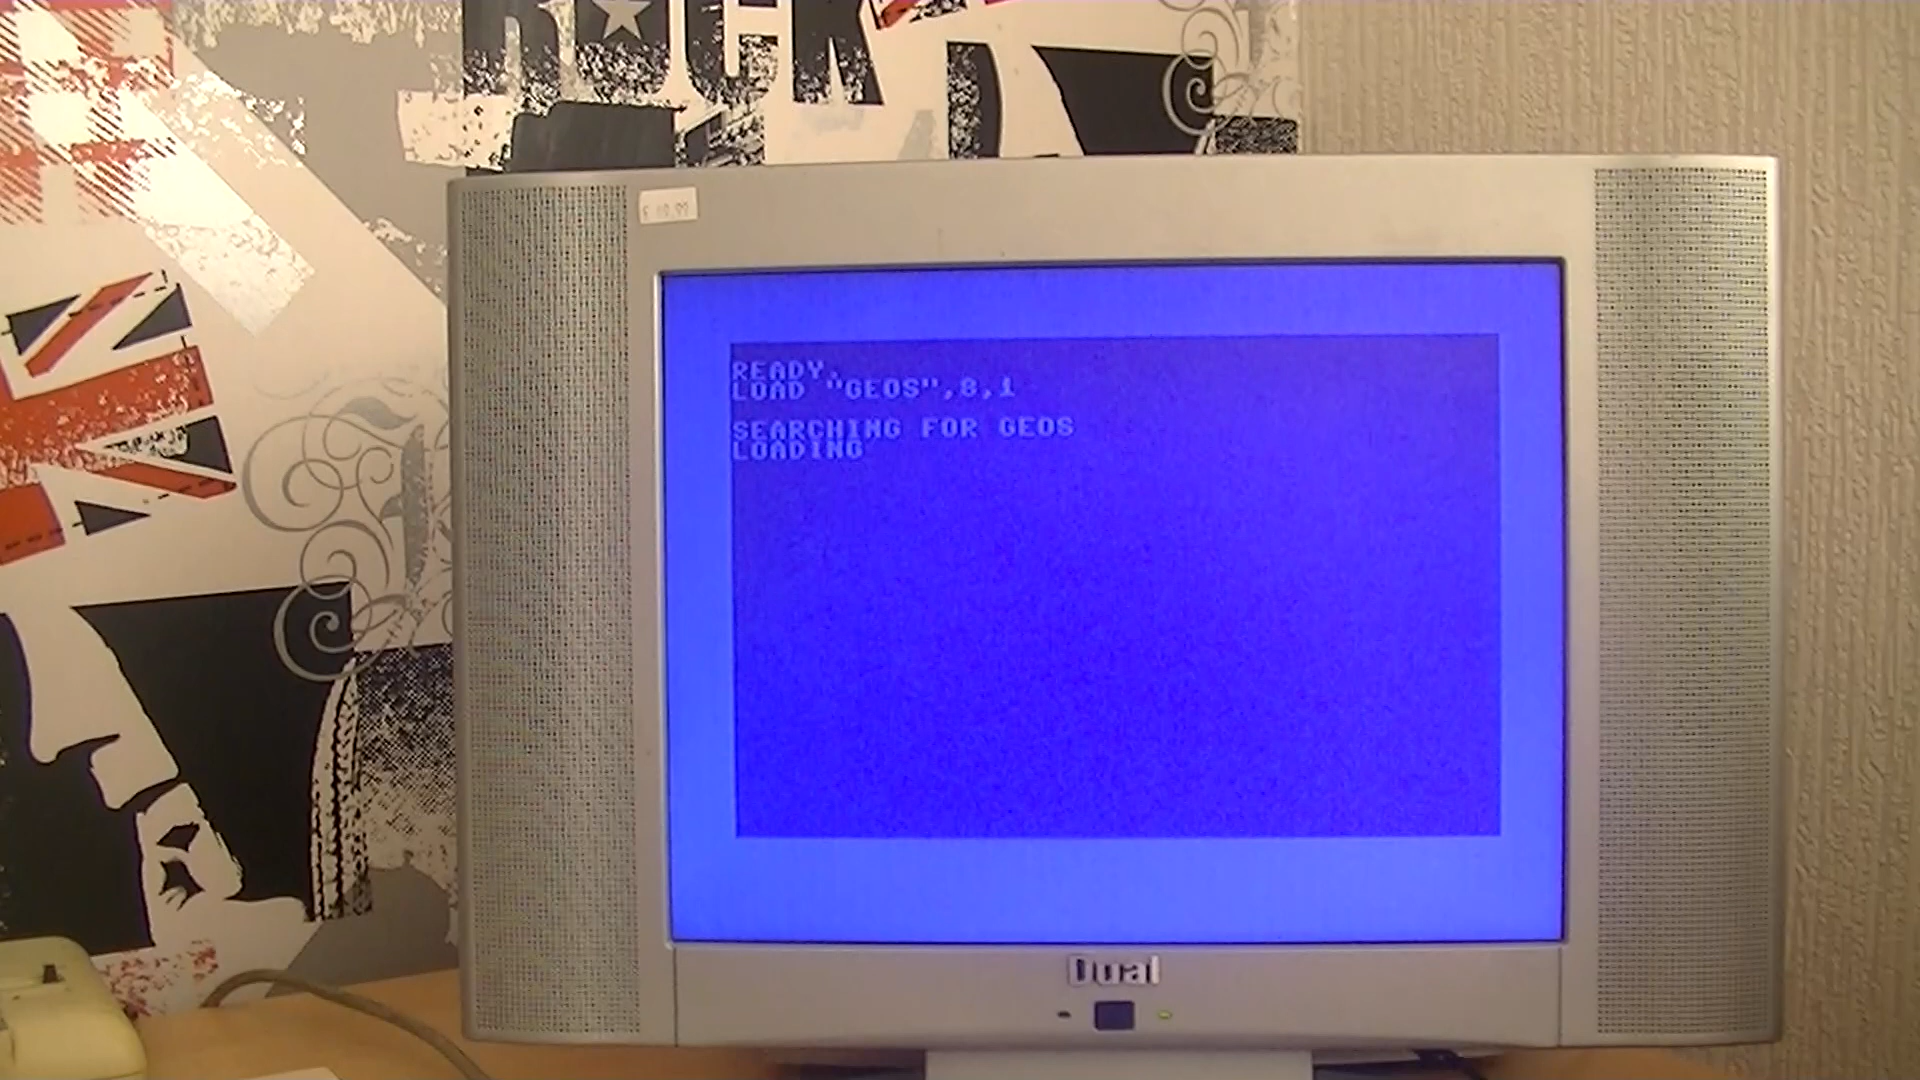 ROCK
READY.
LOAD "GEOS",8,1
SEARCHING FOR GEOS
LOADING
Dual